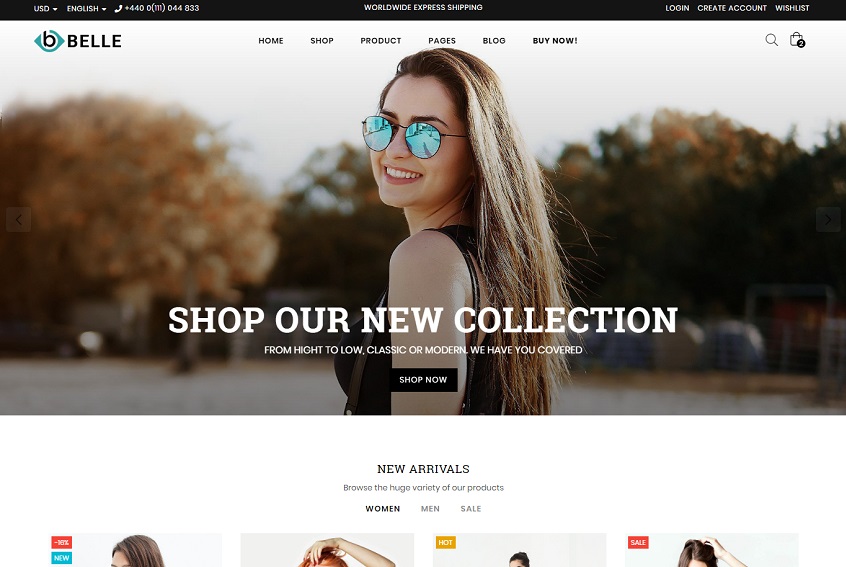 USD ENGLISH +440 0(111) 044 833 WORLDWIDE EXPRESS SHIPPING LOGIN CREATE ACCOUNT WISHLIST
b BELLE HOME SHOP PRODUCT PAGES BLOG BUY NOW! 2
SHOP OUR NEW COLLECTION
FROM HIGHT TO LOW, CLASSIC OR MODERN. WE HAVE YOU COVERED
SHOP NOW
NEW ARRIVALS
Browse the huge variety of our products
WOMEN MEN SALE
-16% HOT SALE
NEW